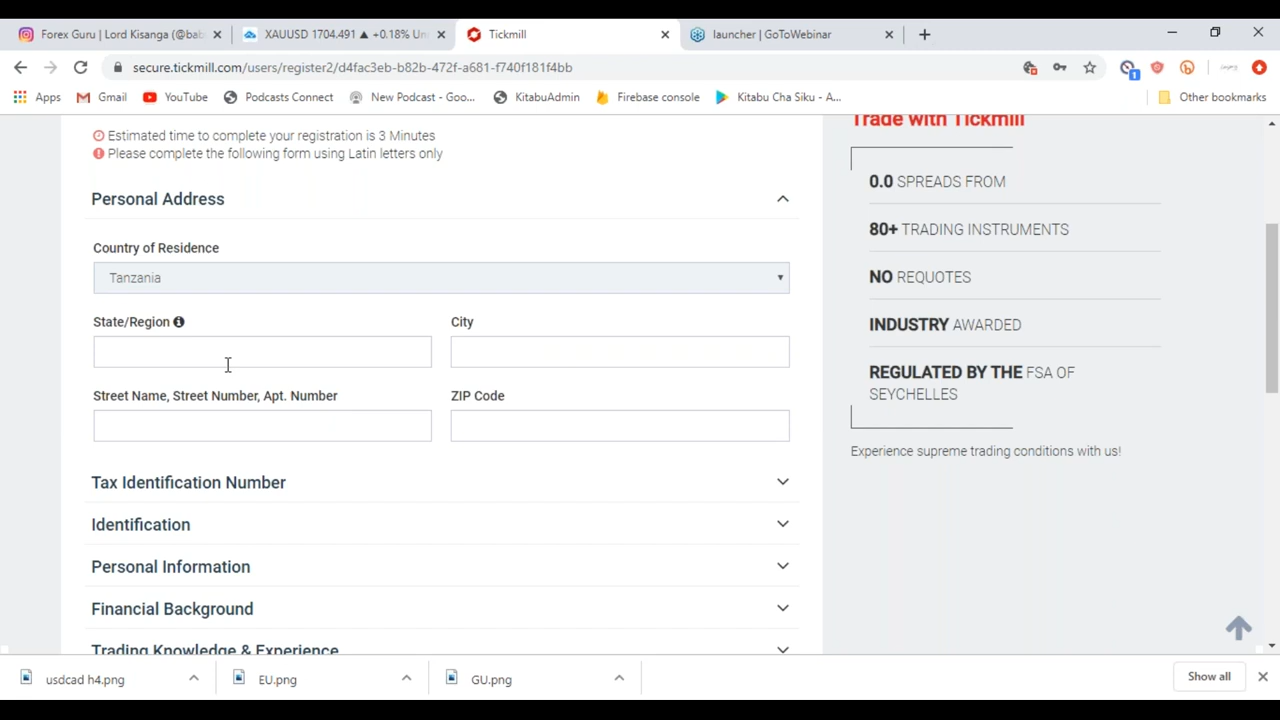 Forex Guru | Lord Kisanga (@bab
XAUUSD 1704.491 ▲ +0.18% Un
Tickmill
launcher | GoToWebinar
secure.tickmill.com/users/register2/d4fac3eb-b82b-472f-a681-f740f181f4bb
1
Apps
Gmail
YouTube
Podcasts Connect
New Podcast - Goo...
KitabuAdmin
Firebase console
Kitabu Cha Siku - A...
Other bookmarks
Estimated time to complete your registration is 3 Minutes
Please complete the following form using Latin letters only
Personal Address
Country of Residence
Tanzania
State/Region
City
Street Name, Street Number, Apt. Number
ZIP Code
Tax Identification Number
Identification
Personal Information
Financial Background
Trading Knowledge & Experience
Trade with Tickmill
0.0 SPREADS FROM
80+ TRADING INSTRUMENTS
NO REQUOTES
INDUSTRY AWARDED
REGULATED BY THE FSA OF
SEYCHELLES
Experience supreme trading conditions with us!
usdcad h4.png
EU.png
GU.png
Show all